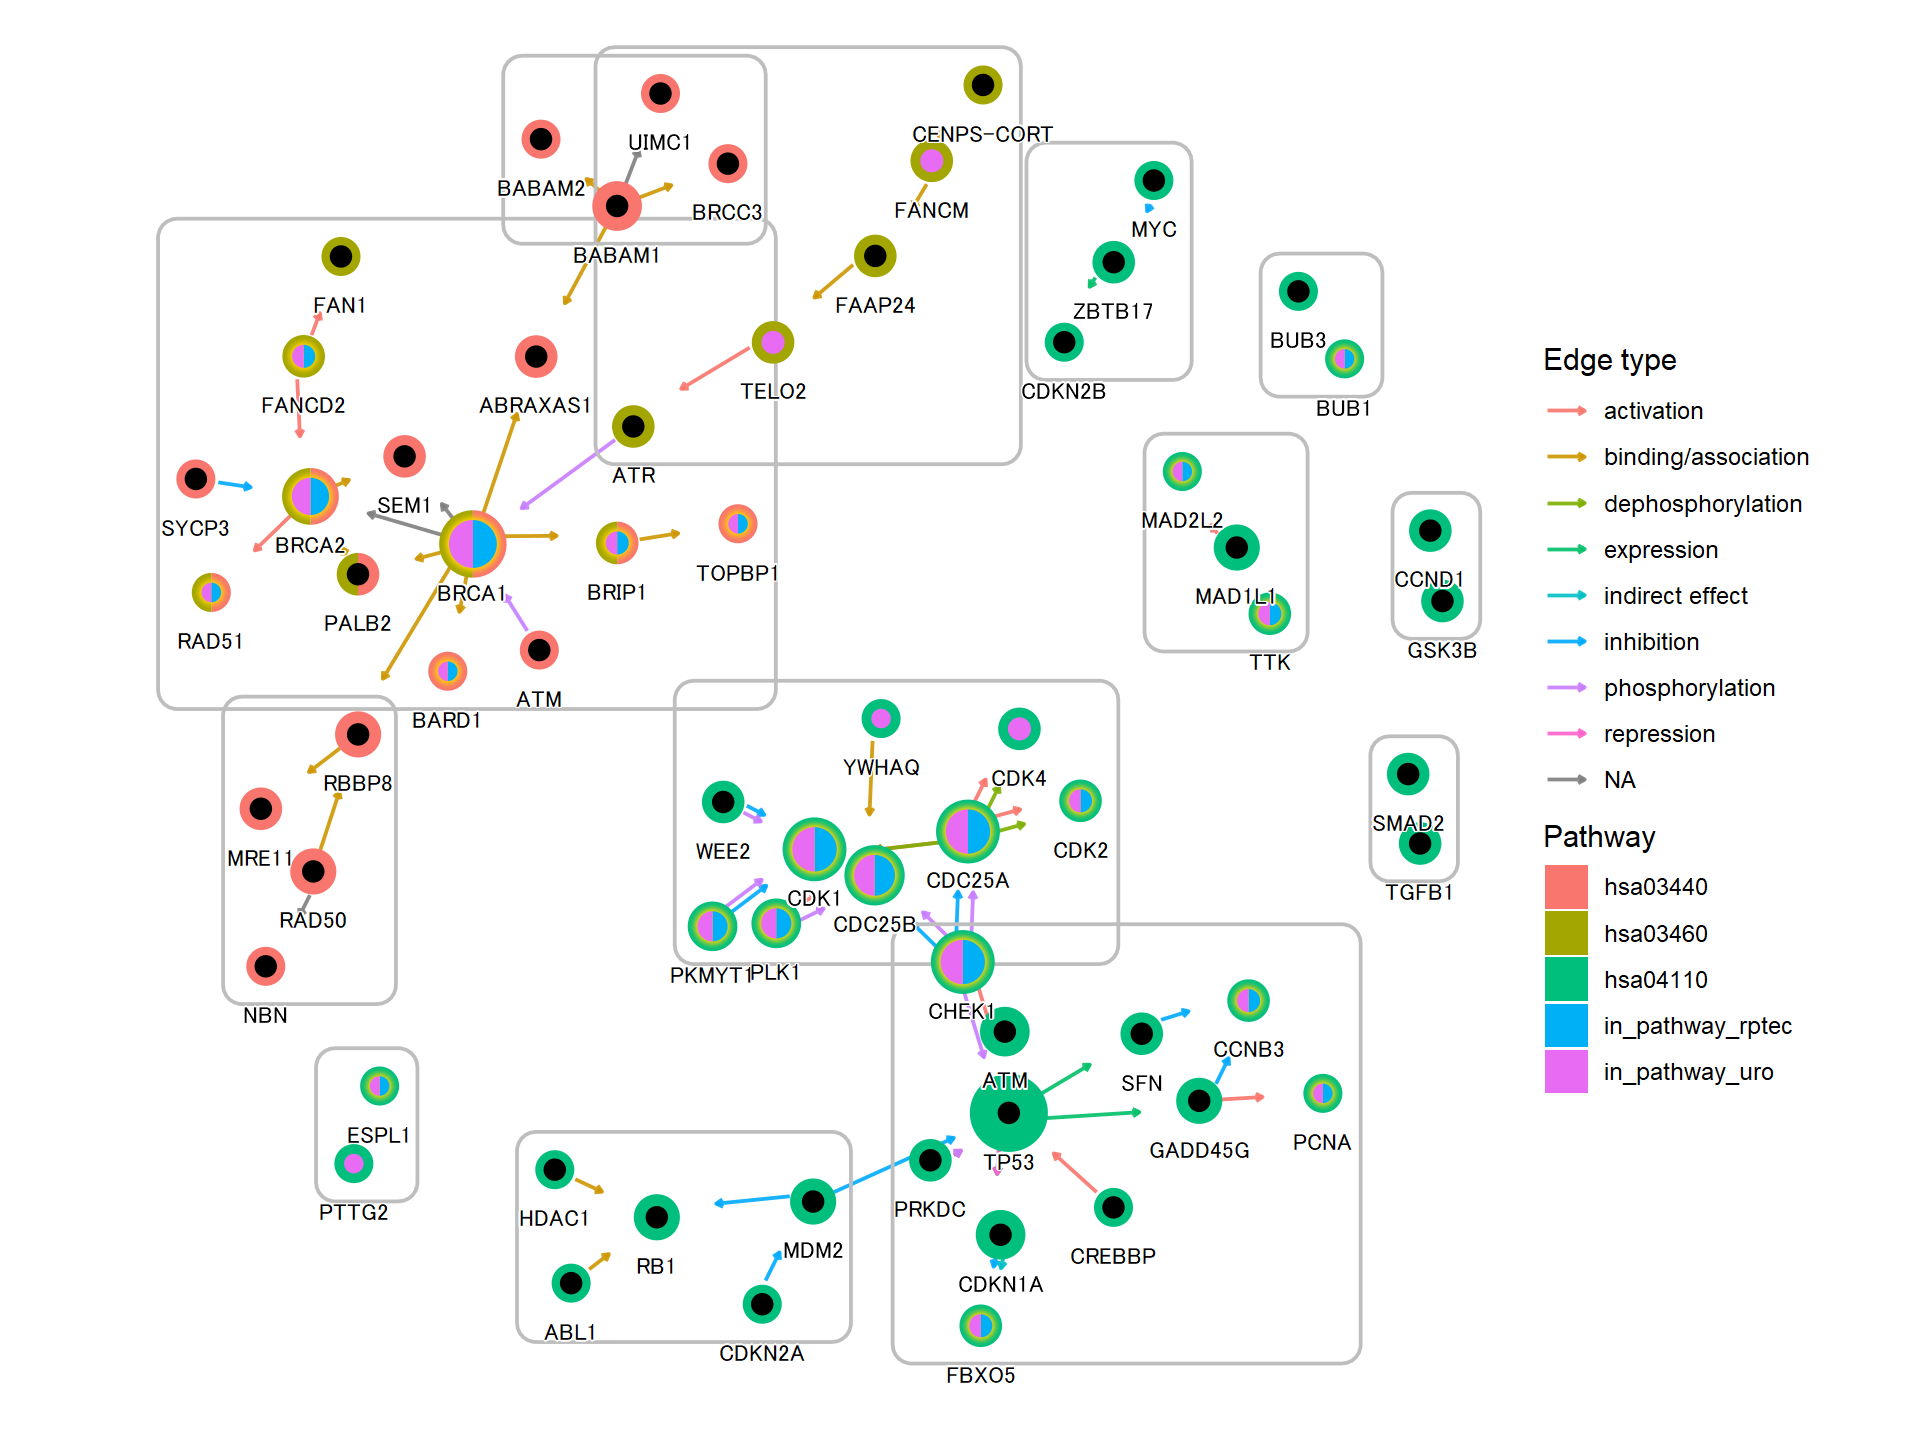 CENPS-CORT
UIMC1
BABAM2
FANCM
BRCC3
MYC
BABAM1
FAN1
FAAP24
ZBTB17
BUB3
Edge type
TELO2
CDKN2B
FANCD2
ABRAXAS1
BUB1
activation
binding/association
ATR
SEM1
dephosphorylation
SYCP3
MAD2L2
BRCA2
expression
TOPBP1
CCND1
BRCA1
BRIP1
MAD1L1
indirect effect
PALB2
RAD51
inhibition
GSK3B
TTK
phosphorylation
ATM
BARD1
repression
YWHAQ
CDK4
NA
RBBP8
SMAD2
Pathway
WEE2
CDK2
MRE11
CDC25A
hsa03440
TGFB1
CDK1
RAD50
CDC25B
hsa03460
PKMYT1
PLK1
hsa04110
NBN
CHEK1
in_pathway_rptec
CCNB3
ATM
SFN
in_pathway_uro
ESPL1
PCNA
GADD45G
TP53
PTTG2
HDAC1
PRKDC
MDM2
CREBBP
RB1
CDKN1A
ABL1
CDKN2A
FBXO5